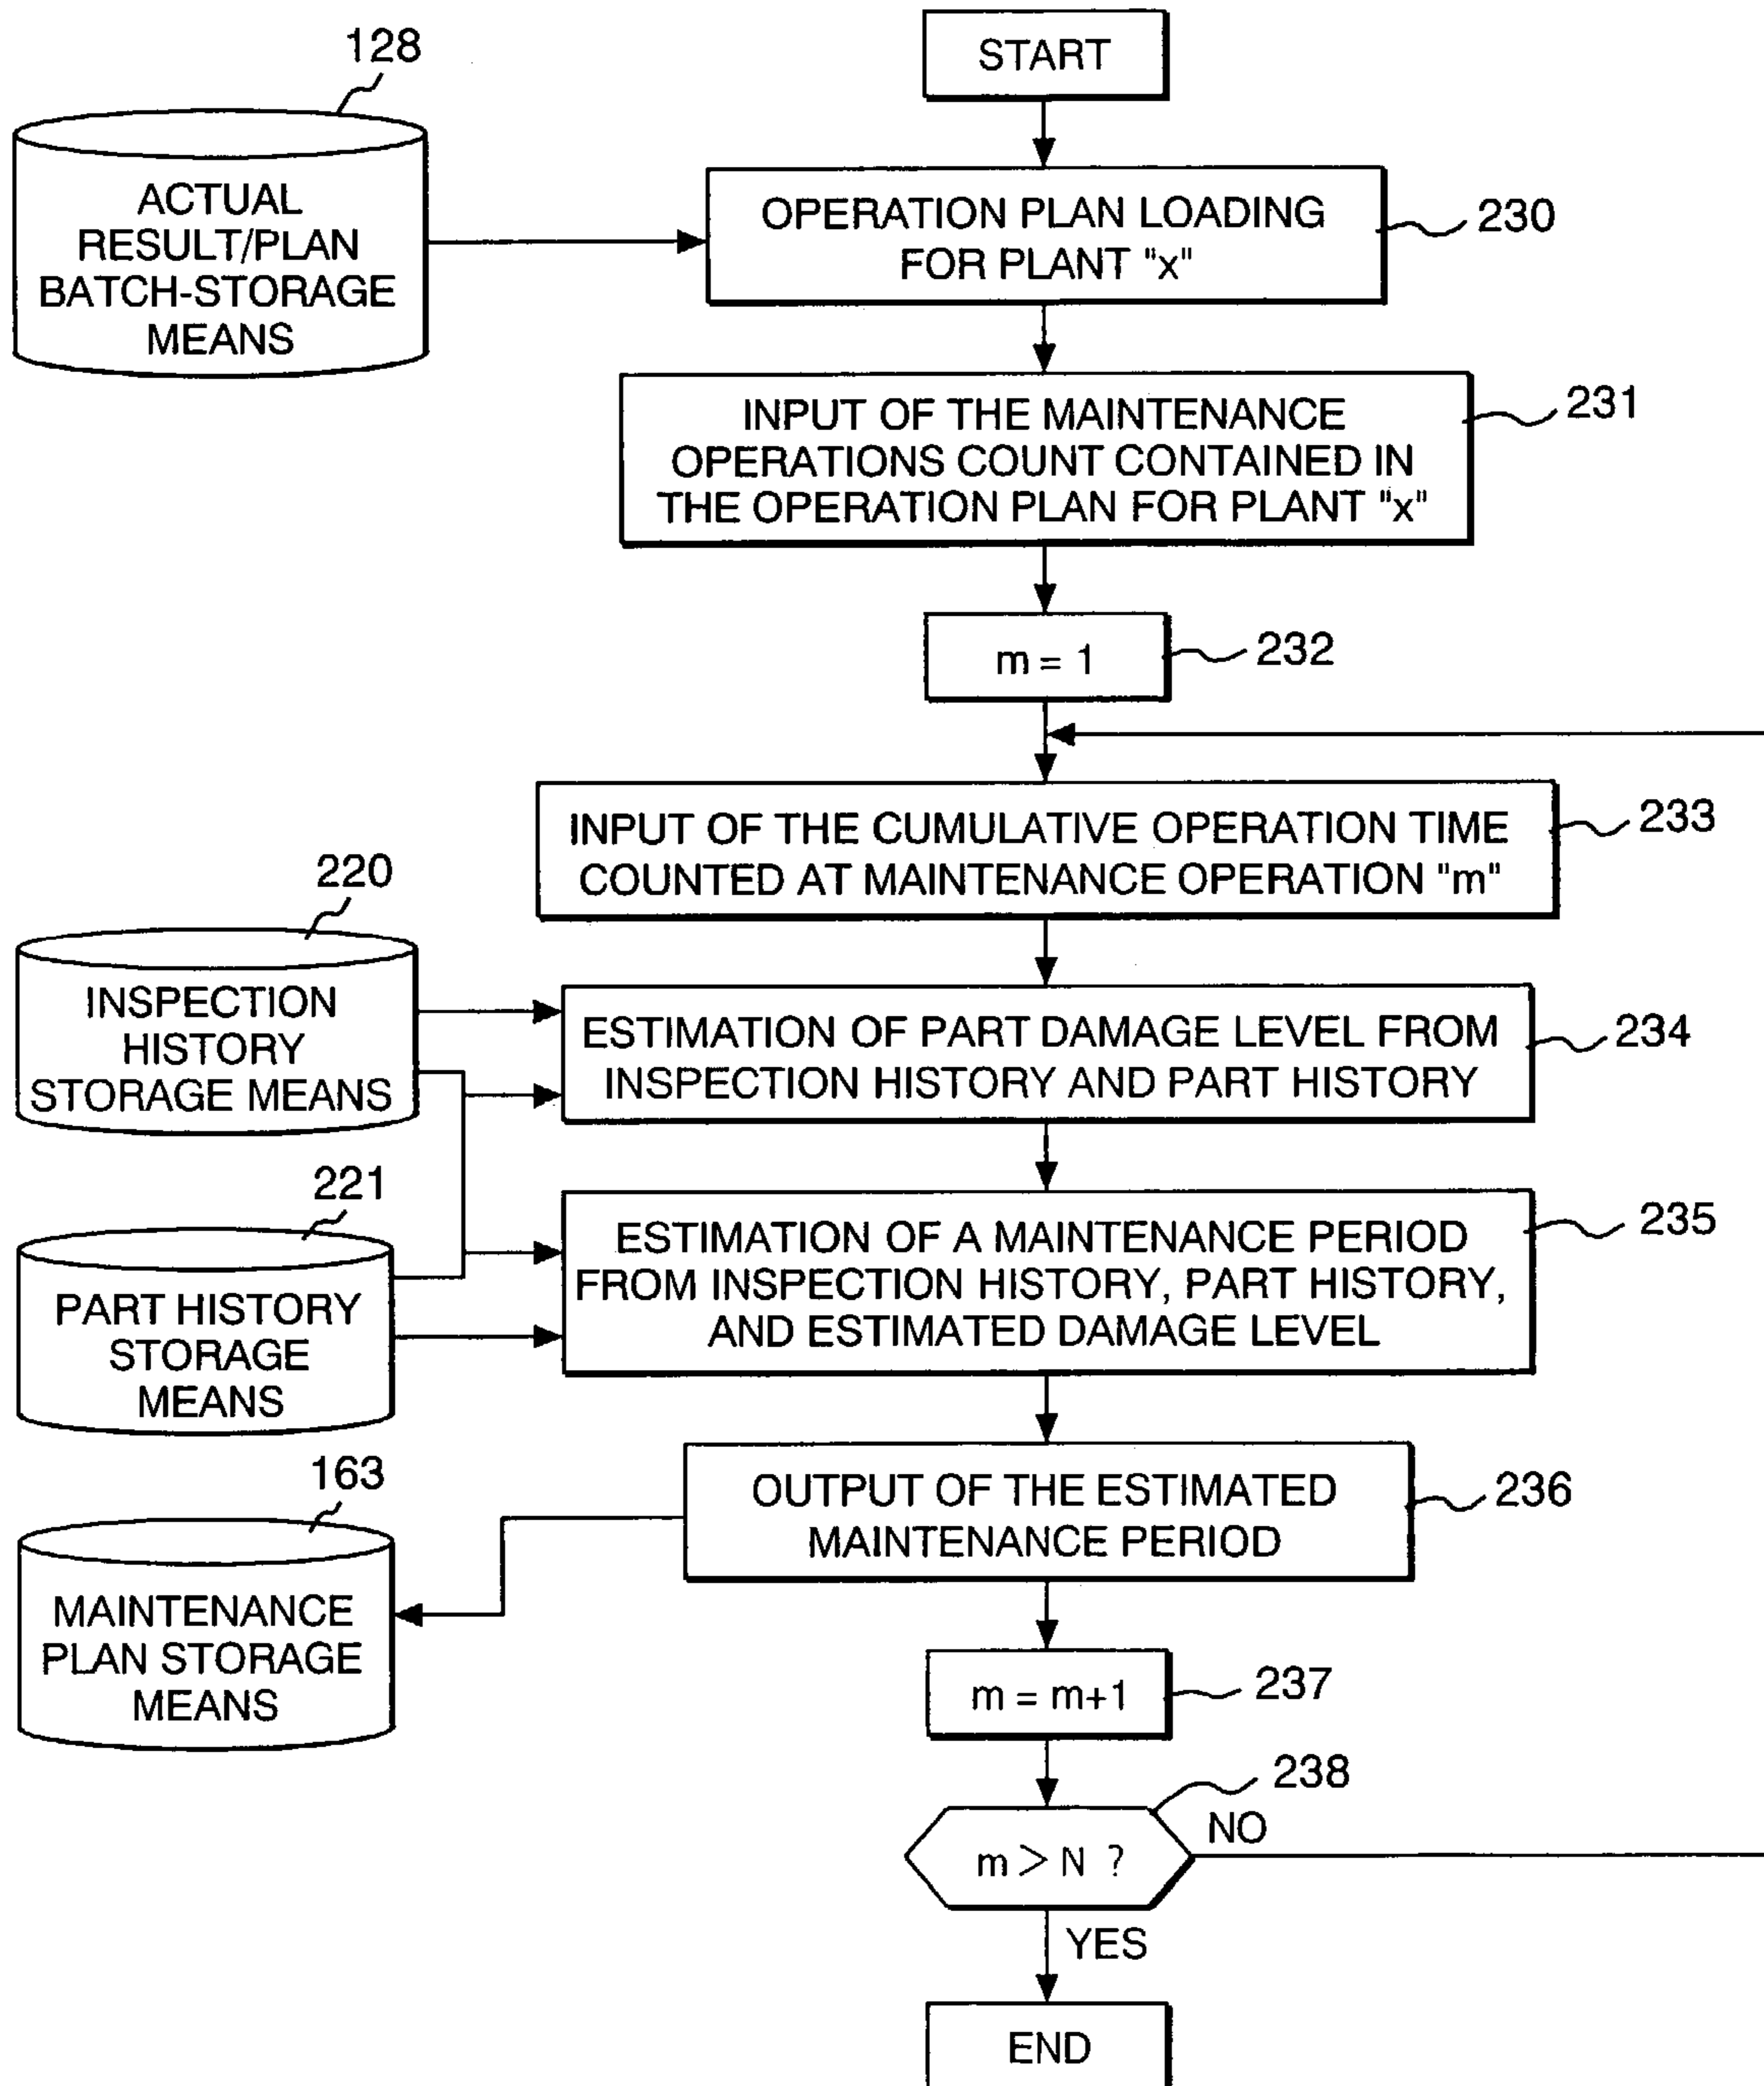 START
128
ACTUAL
RESULT/PLAN
BATCH-STORAGE
MEANS
OPERATION PLAN LOADING
FOR PLANT "x"
230
INPUT OF THE MAINTENANCE
OPERATIONS COUNT CONTAINED IN
THE OPERATION PLAN FOR PLANT "x"
231
m = 1
232
INPUT OF THE CUMULATIVE OPERATION TIME
COUNTED AT MAINTENANCE OPERATION "m"
233
220
INSPECTION
HISTORY
STORAGE MEANS
ESTIMATION OF PART DAMAGE LEVEL FROM
INSPECTION HISTORY AND PART HISTORY
234
221
PART HISTORY
STORAGE
MEANS
ESTIMATION OF A MAINTENANCE PERIOD
FROM INSPECTION HISTORY, PART HISTORY,
AND ESTIMATED DAMAGE LEVEL
235
163
MAINTENANCE
PLAN STORAGE
MEANS
OUTPUT OF THE ESTIMATED
MAINTENANCE PERIOD
236
m = m+1
237
238
m > N ?
NO
YES
END